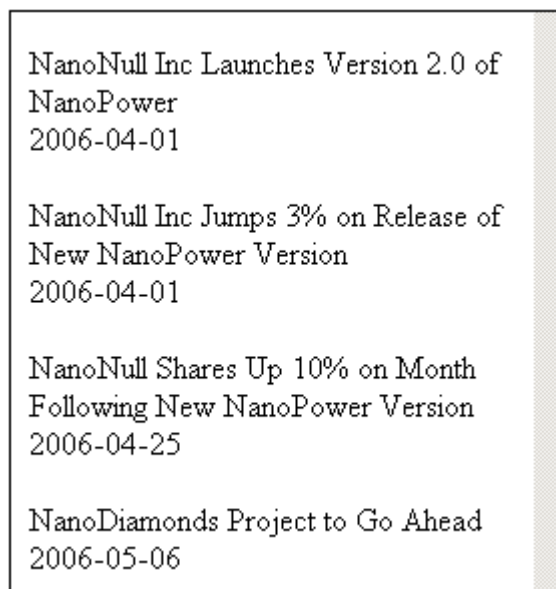 NanoNull Inc Launches Version 2.0 of
NanoPower
2006-04-01
NanoNull Inc Jumps 3% on Release of
New NanoPower Version
2006-04-01
NanoNull Shares Up 10% on Month
Following New NanoPower Version
2006-04-25
NanoDiamonds Project to Go Ahead
2006-05-06